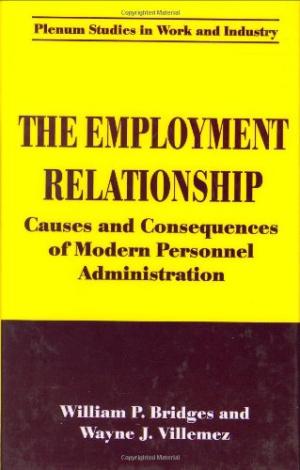 Plenum Studies in Work and Industry
THE EMPLOYMENT
RELATIONSHIP
Causes and Consequences
of Modern Personnel
Administration
William P. Bridges and
Wayne J. Villemez